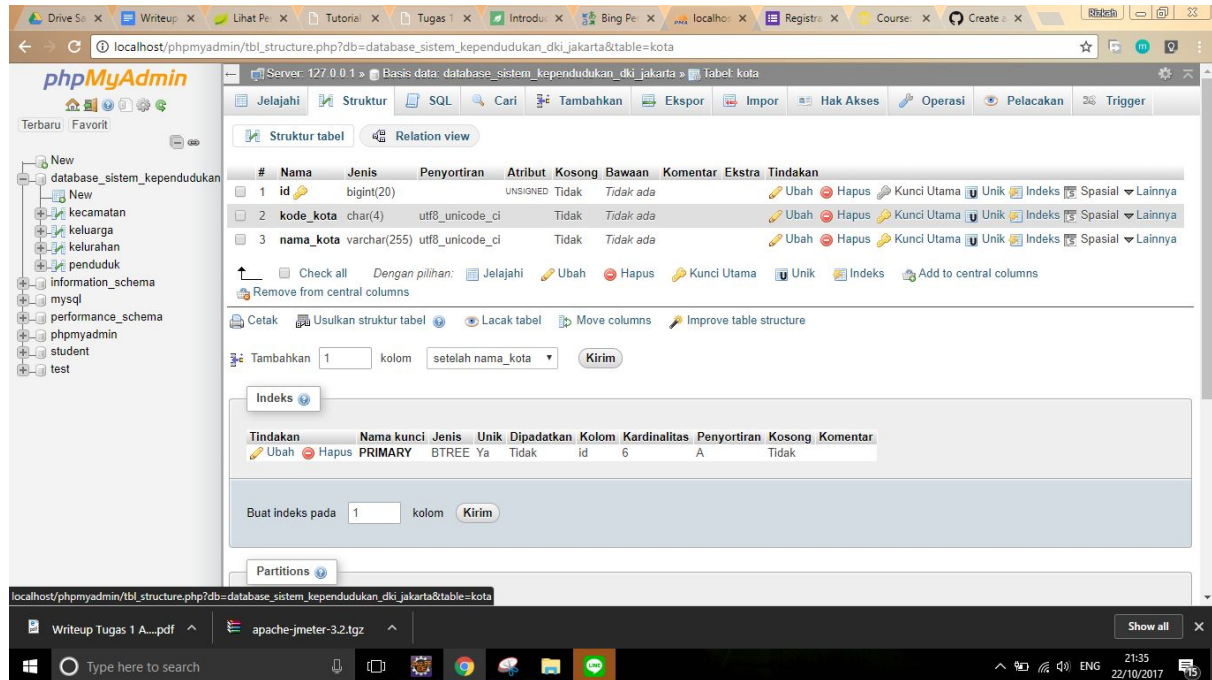 Drive Sa
Writeup
Lihat Pe
Tutorial
Tugas 1
Introduc
Bing Pe
localhos
Registra
Course:
Create a
Rizkah
localhost/phpmyadmin/tbl_structure.php?db=database_sistem_kependudukan_dki_jakarta&table=kota
phpMyAdmin
Terbaru Favorit
New
database_sistem_kependudukan
New
kecamatan
keluarga
kelurahan
penduduk
information_schema
mysql
performance_schema
phpmyadmin
student
test
Server: 127.0.0.1 » Basis data: database_sistem_kependudukan_dki_jakarta » Tabel: kota
Jelajahi Struktur SQL Cari Tambahkan Ekspor Impor Hak Akses Operasi Pelacakan Trigger
Struktur tabel Relation view
# Nama Jenis Penyortiran Atribut Kosong Bawaan Komentar Ekstra Tindakan
1 id bigint(20) UNSIGNED Tidak Tidak ada Ubah Hapus Kunci Utama Unik Indeks Spasial Lainnya
2 kode_kota char(4) utf8_unicode_ci Tidak Tidak ada Ubah Hapus Kunci Utama Unik Indeks Spasial Lainnya
3 nama_kota varchar(255) utf8_unicode_ci Tidak Tidak ada Ubah Hapus Kunci Utama Unik Indeks Spasial Lainnya
Check all Dengan pilihan: Jelajahi Ubah Hapus Kunci Utama Unik Indeks Add to central columns
Remove from central columns
Cetak Usulkan struktur tabel Lacak tabel Move columns Improve table structure
Tambahkan 1 kolom setelah nama_kota Kirim
Indeks
Tindakan Nama kunci Jenis Unik Dipadatkan Kolom Kardinalitas Penyortiran Kosong Komentar
Ubah Hapus PRIMARY BTREE Ya Tidak id 6 A Tidak
Buat indeks pada 1 kolom Kirim
Partitions
localhost/phpmyadmin/tbl_structure.php?db=database_sistem_kependudukan_dki_jakarta&table=kota
Writeup Tugas 1 A....pdf
apache-jmeter-3.2.tgz
Show all
Type here to search
LINE
ENG
21:35
22/10/2017
15